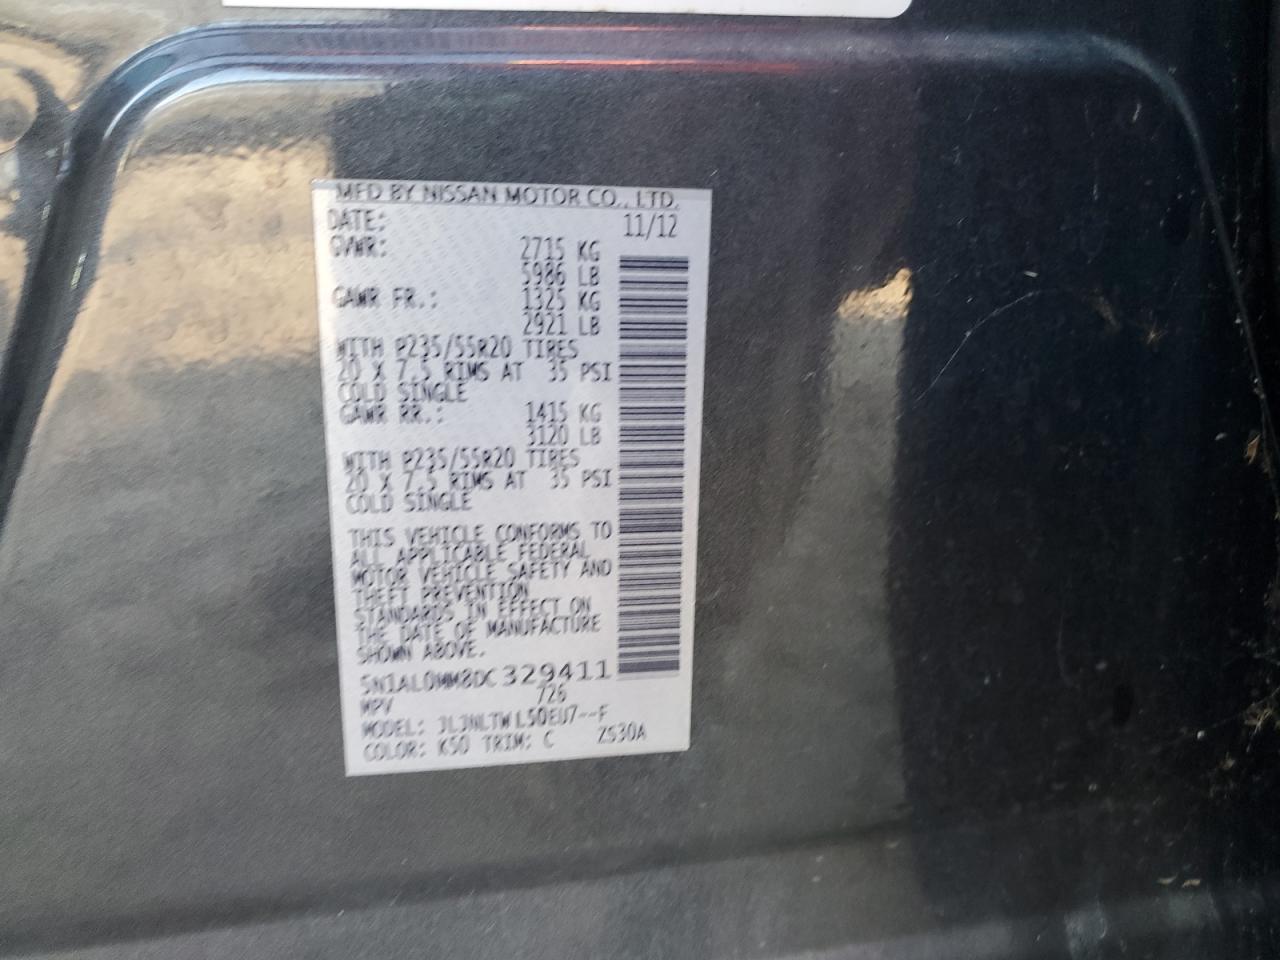 MFD BY NISSAN MOTOR CO., LTD.
DATE: 11/12
GVWR: 2715 KG
5986 LB
GAWR FR.: 1325 KG
2921 LB
WITH P235/55R20 TIRES
20 X 7.5 RIMS AT 35 PSI
COLD SINGLE
GAWR RR.: 1415 KG
3120 LB
WITH P235/55R20 TIRES
20 X 7.5 RIMS AT 35 PSI
COLD SINGLE
THIS VEHICLE CONFORMS TO
ALL APPLICABLE FEDERAL
MOTOR VEHICLE SAFETY AND
THEFT PREVENTION
STANDARDS IN EFFECT ON
THE DATE OF MANUFACTURE
SHOWN ABOVE.
5N1AL0MM8DC329411
MPV 726
MODEL: JLJNLTWL50EU7--F
COLOR: K50 TRIM: C ZS30A